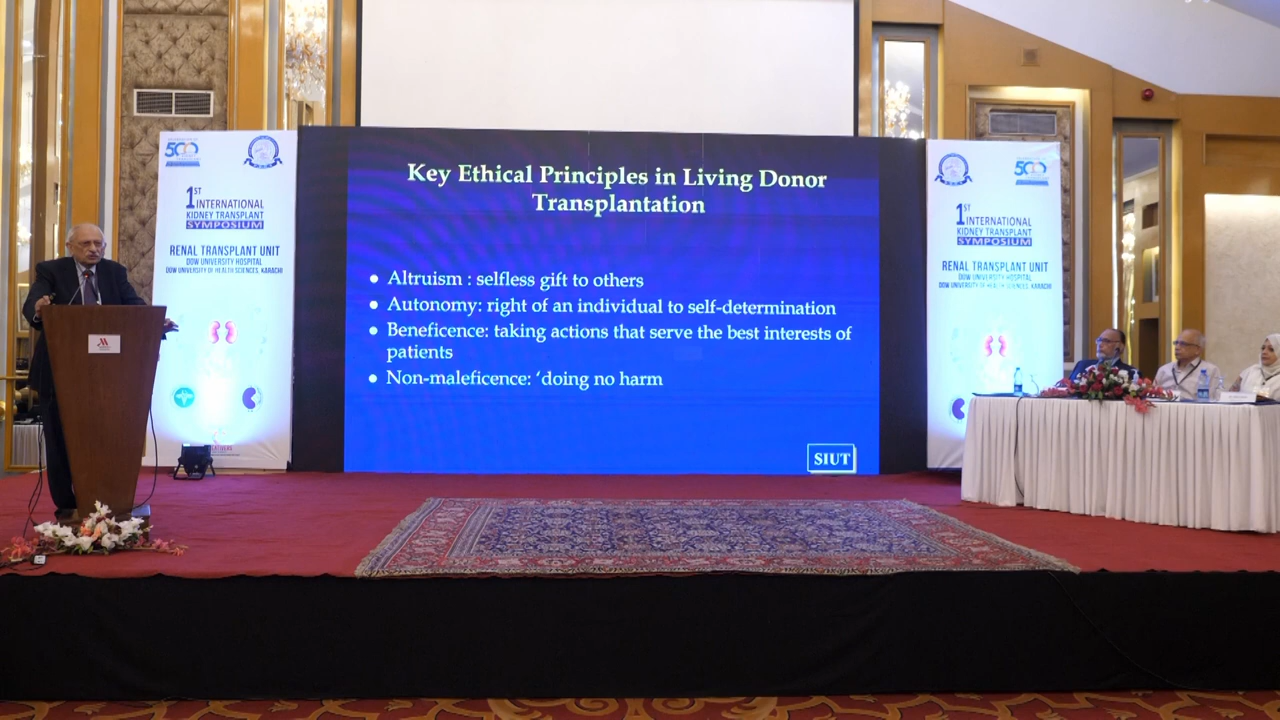 Key Ethical Principles in Living Donor
Transplantation
● Altruism : selfless gift to others
● Autonomy: right of an individual to self-determination
● Beneficence: taking actions that serve the best interests of
patients
● Non-maleficence: ‘doing no harm
SIUT
500
1ST
INTERNATIONAL
KIDNEY TRANSPLANT
SYMPOSIUM
RENAL TRANSPLANT UNIT
DOW UNIVERSITY HOSPITAL
DOW UNIVERSITY OF HEALTH SCIENCES, KARACHI
500
1ST
INTERNATIONAL
KIDNEY TRANSPLANT
SYMPOSIUM
RENAL TRANSPLANT UNIT
DOW UNIVERSITY HOSPITAL
DOW UNIVERSITY OF HEALTH SCIENCES, KARACHI